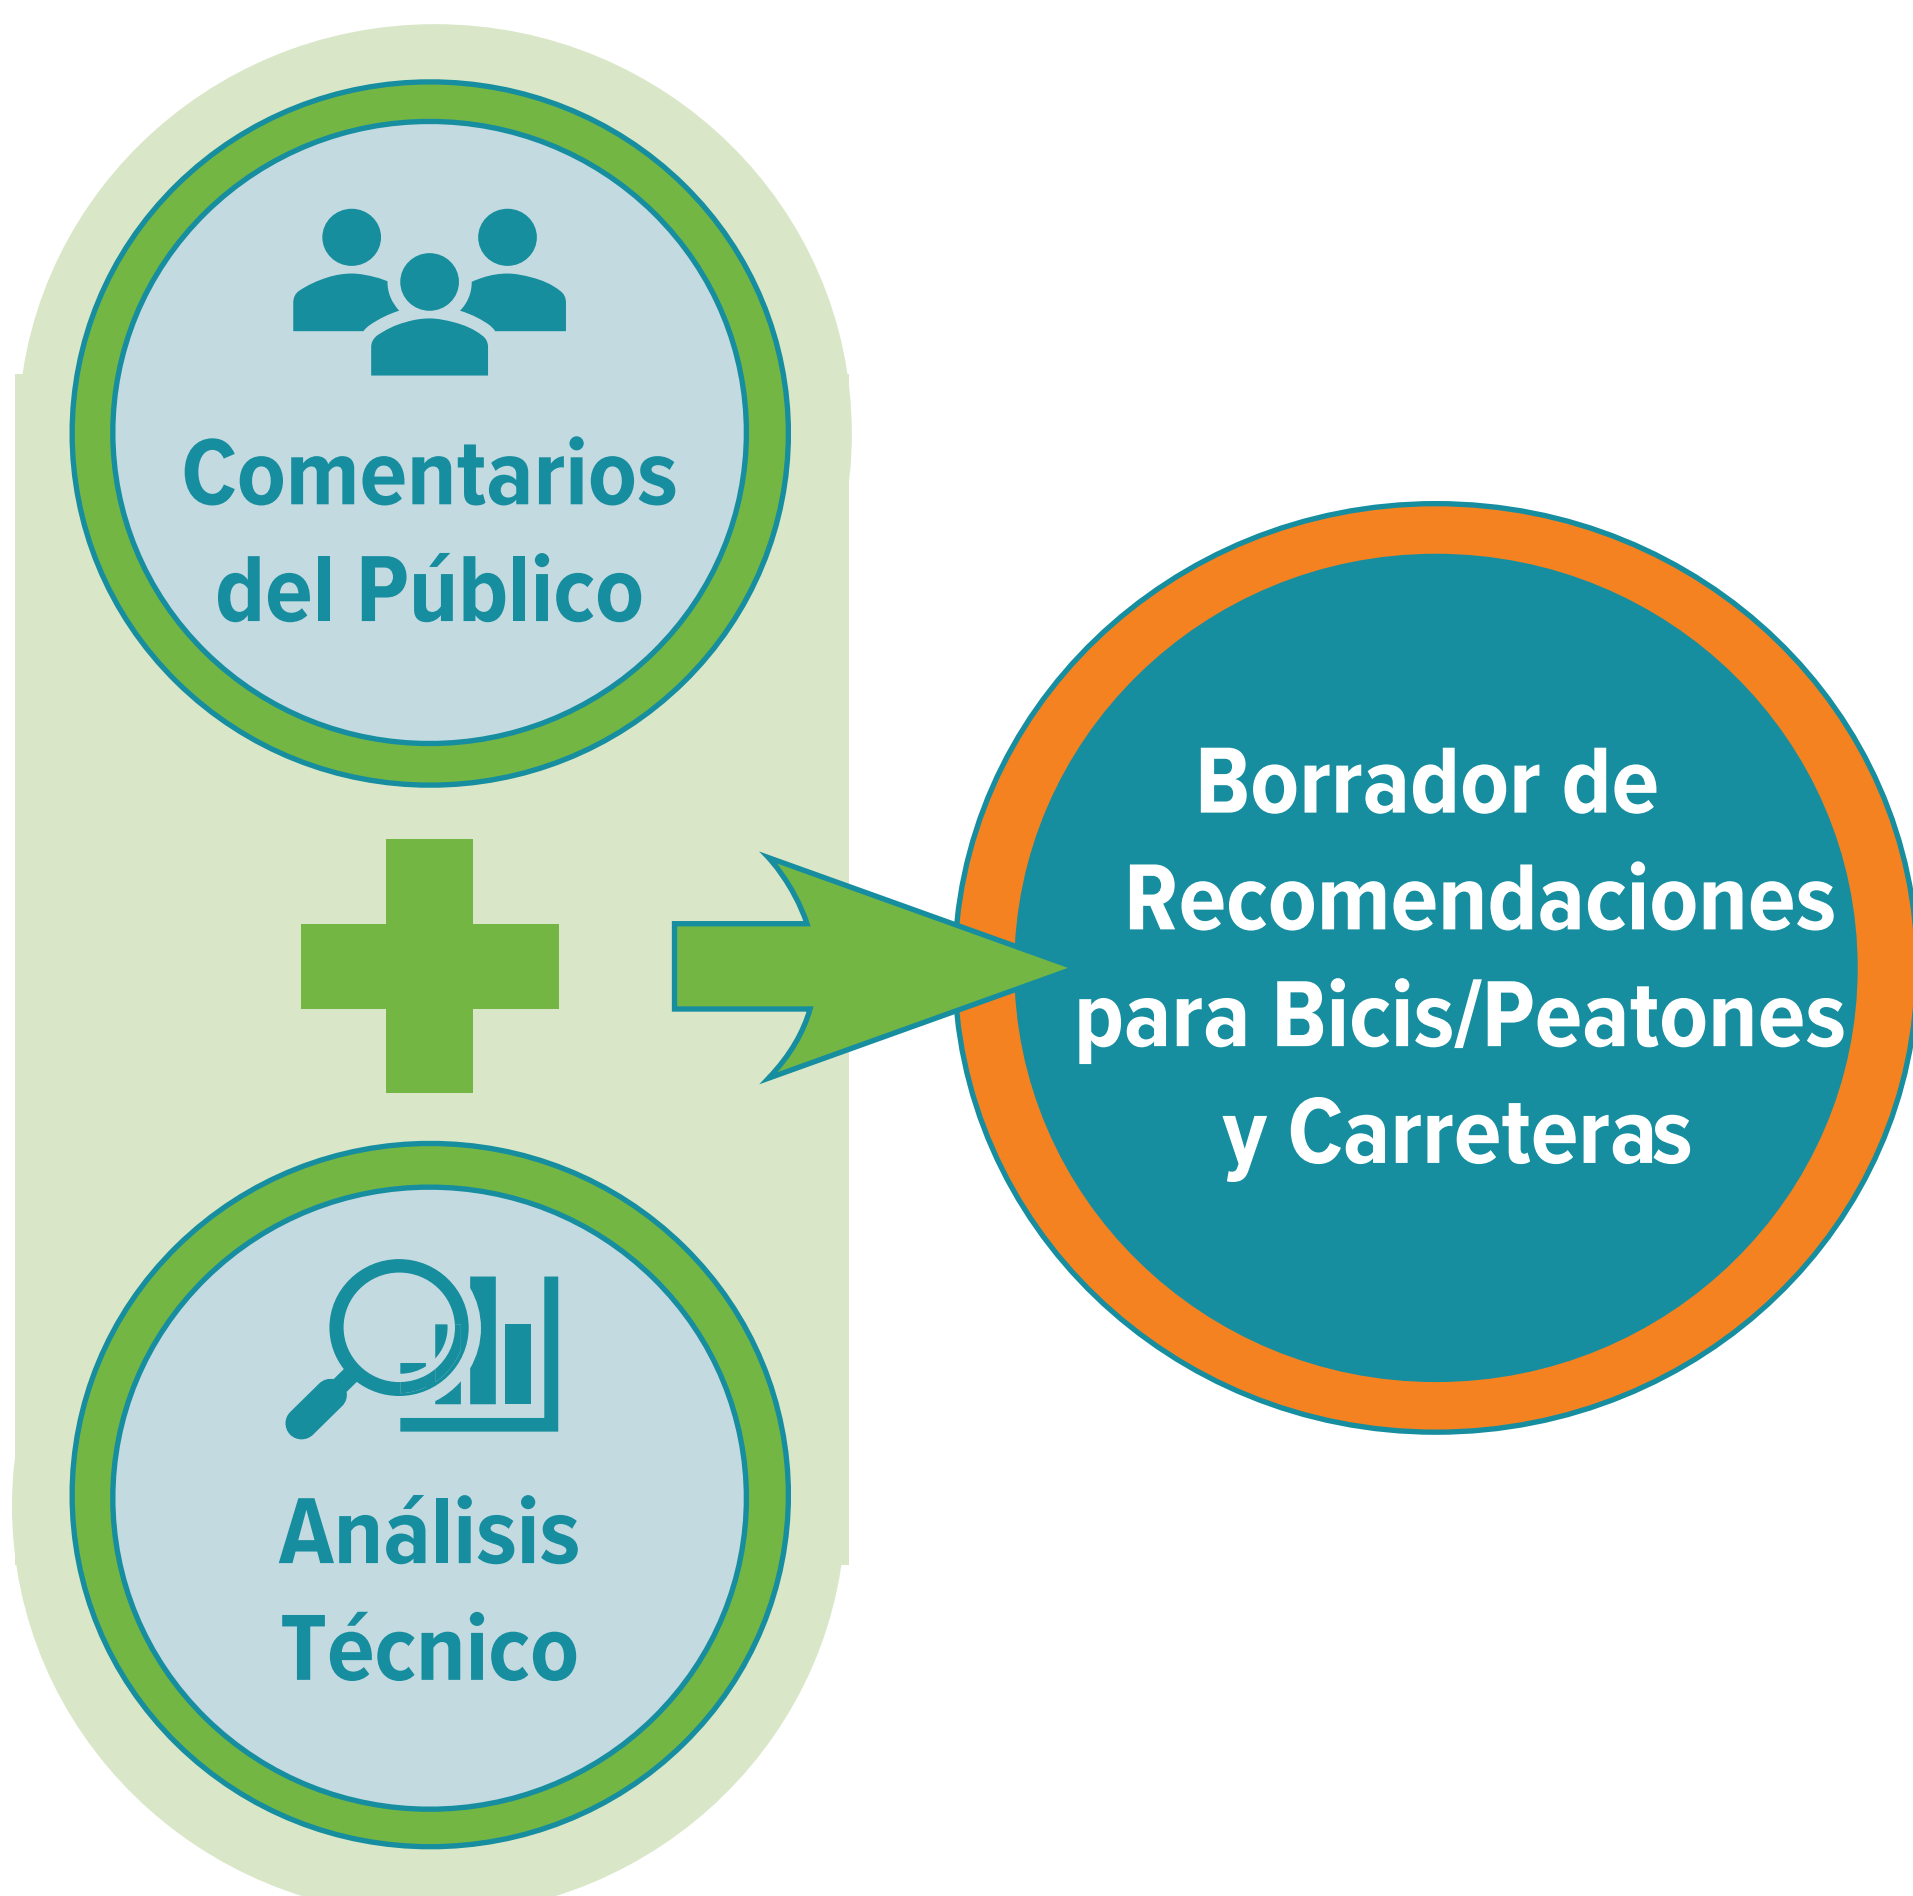 Comentarios
del Público
Análisis
Técnico
Borrador de
Recomendaciones
para Bicis/Peatones
y Carreteras